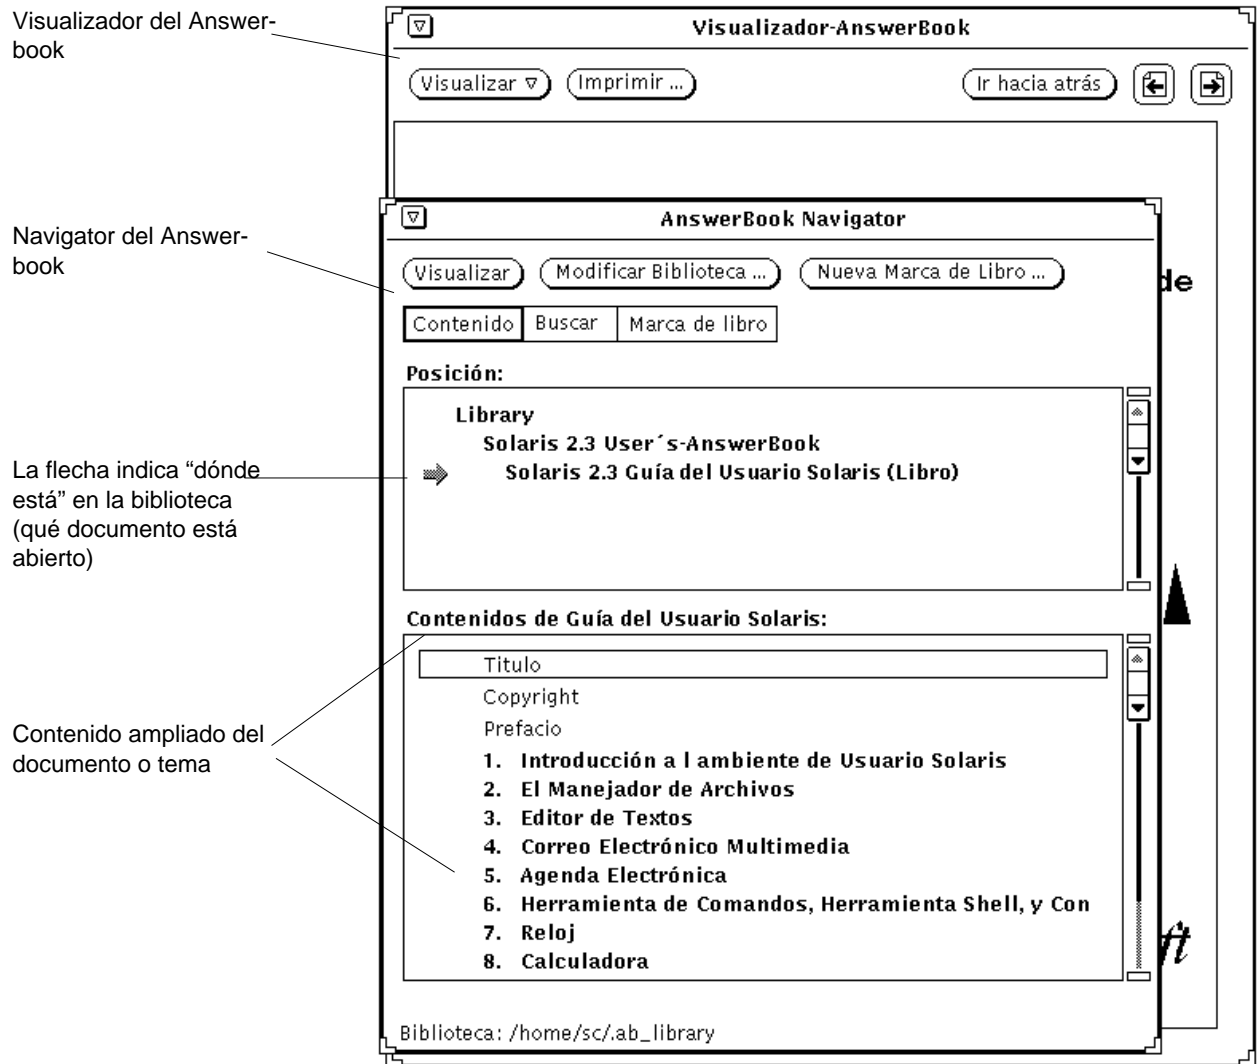 Visualizador del Answer-
book
Visualizador-AnswerBook
Visualizar Imprimir ... Ir hacia atrás
Navigator del Answer-
book
AnswerBook Navigator
Visualizar Modificar Biblioteca ... Nueva Marca de Libro ...
de
Contenido Buscar Marca de libro
Posición:
Library
Solaris 2.3 User´s-AnswerBook
Solaris 2.3 Guía del Usuario Solaris (Libro)
La flecha indica “dónde
está” en la biblioteca
(qué documento está
abierto)
Contenidos de Guía del Usuario Solaris:
Titulo
Copyright
Prefacio
1. Introducción a l ambiente de Usuario Solaris
2. El Manejador de Archivos
3. Editor de Textos
4. Correo Electrónico Multimedia
5. Agenda Electrónica
6. Herramienta de Comandos, Herramienta Shell, y Con
7. Reloj
8. Calculadora
Contenido ampliado del
documento o tema
ft
Biblioteca: /home/sc/.ab_library